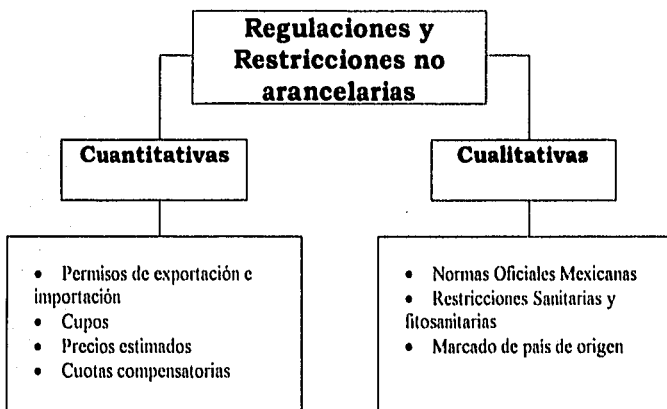 Regulaciones y
Restricciones no
arancelarias
Cuantitativas
Cualitativas
• Permisos de exportación e
importación
• Cupos
• Precios estimados
• Cuotas compensatorias
• Normas Oficiales Mexicanas
• Restricciones Sanitarias y
fitosanitarias
• Marcado de país de origen